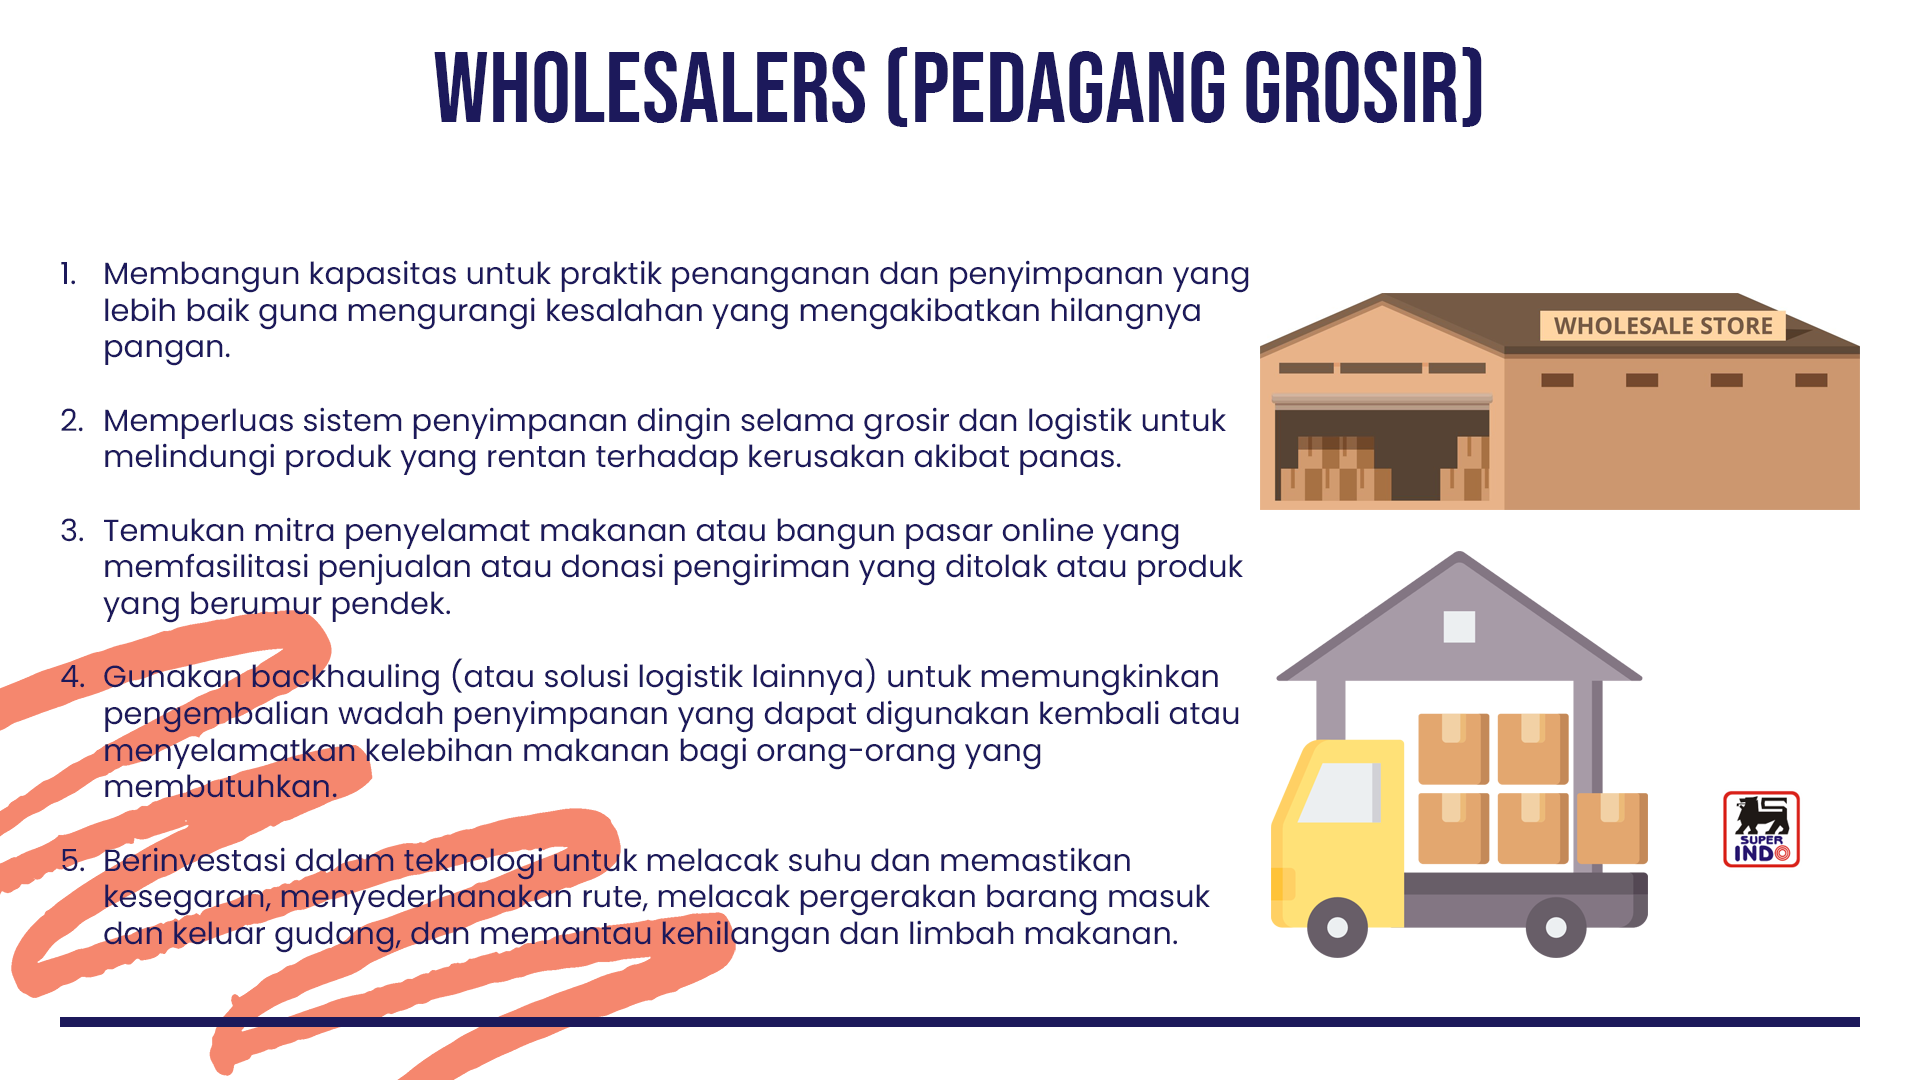 WHOLESALERS (PEDAGANG GROSIR)
1. Membangun kapasitas untuk praktik penanganan dan penyimpanan yang
lebih baik guna mengurangi kesalahan yang mengakibatkan hilangnya
pangan.
2. Memperluas sistem penyimpanan dingin selama grosir dan logistik untuk
melindungi produk yang rentan terhadap kerusakan akibat panas.
3. Temukan mitra penyelamat makanan atau bangun pasar online yang
memfasilitasi penjualan atau donasi pengiriman yang ditolak atau produk
yang berumur pendek.
4. Gunakan backhauling (atau solusi logistik lainnya) untuk memungkinkan
pengembalian wadah penyimpanan yang dapat digunakan kembali atau
menyelamatkan kelebihan makanan bagi orang-orang yang
membutuhkan.
5. Berinvestasi dalam teknologi untuk melacak suhu dan memastikan
kesegaran, menyederhanakan rute, melacak pergerakan barang masuk
dan keluar gudang, dan memantau kehilangan dan limbah makanan.
WHOLESALE STORE
SUPER
INDO